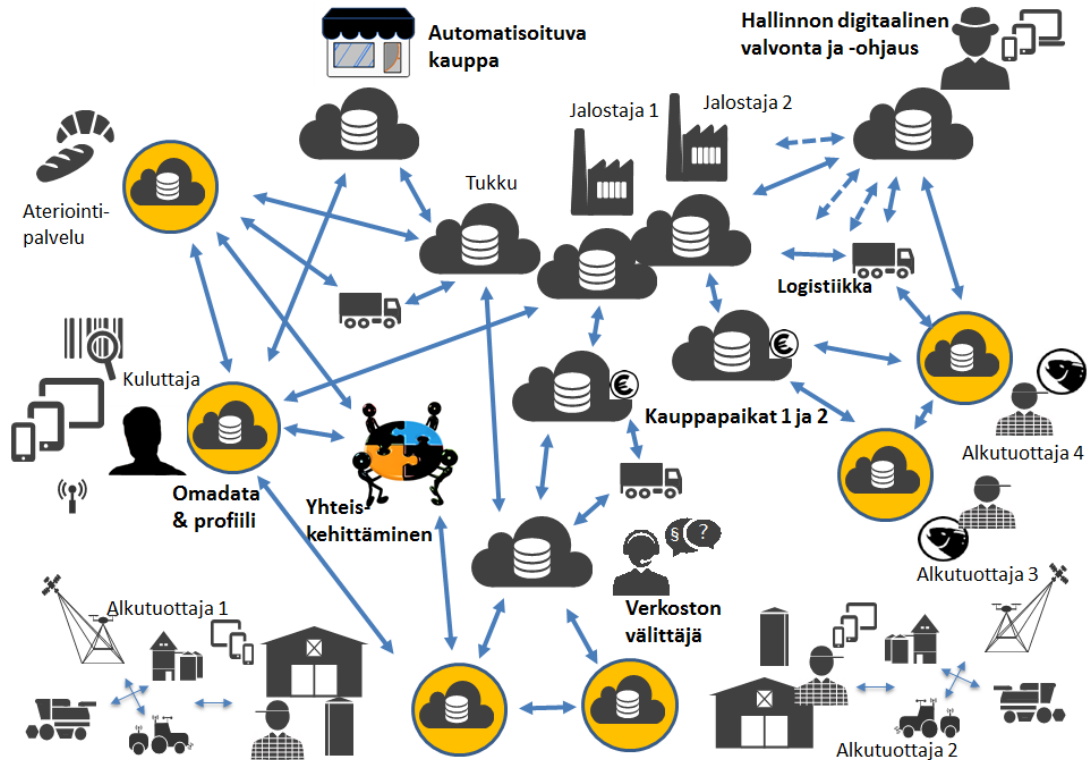 Automatisoituva
kauppa
Hallinnon digitaalinen
valvonta ja -ohjaus
Jalostaja 1
Jalostaja 2
Tukku
Ateriointi-
palvelu
Logistiikka
€
€
Kuluttaja
Kauppapaikat 1 ja 2
Alkutuottaja 4
Omadata
& profiili
Yhteis-
kehittäminen
§ ?
Alkutuottaja 3
Alkutuottaja 1
Verkoston
välittäjä
Alkutuottaja 2